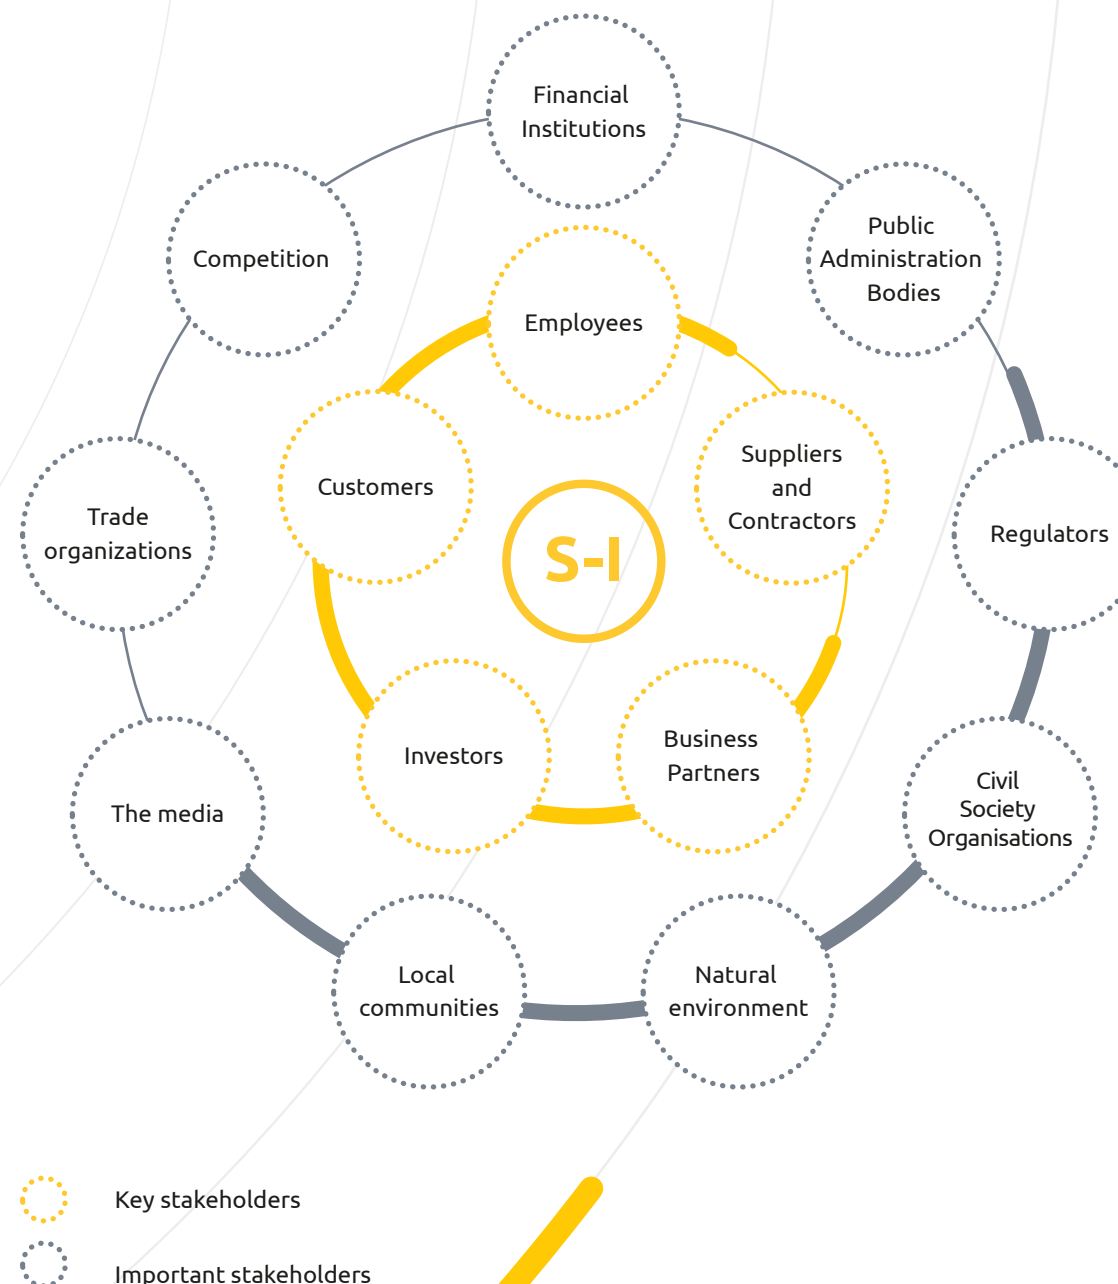 Financial
Institutions
Public
Administration
Bodies
Competition
Employees
Suppliers
and
Contractors
Customers
Trade
organizations
Regulators
S-I
Business
Partners
Investors
The media
Civil
Society
Organisations
Local
communities
Natural
environment
Key stakeholders
Important stakeholders